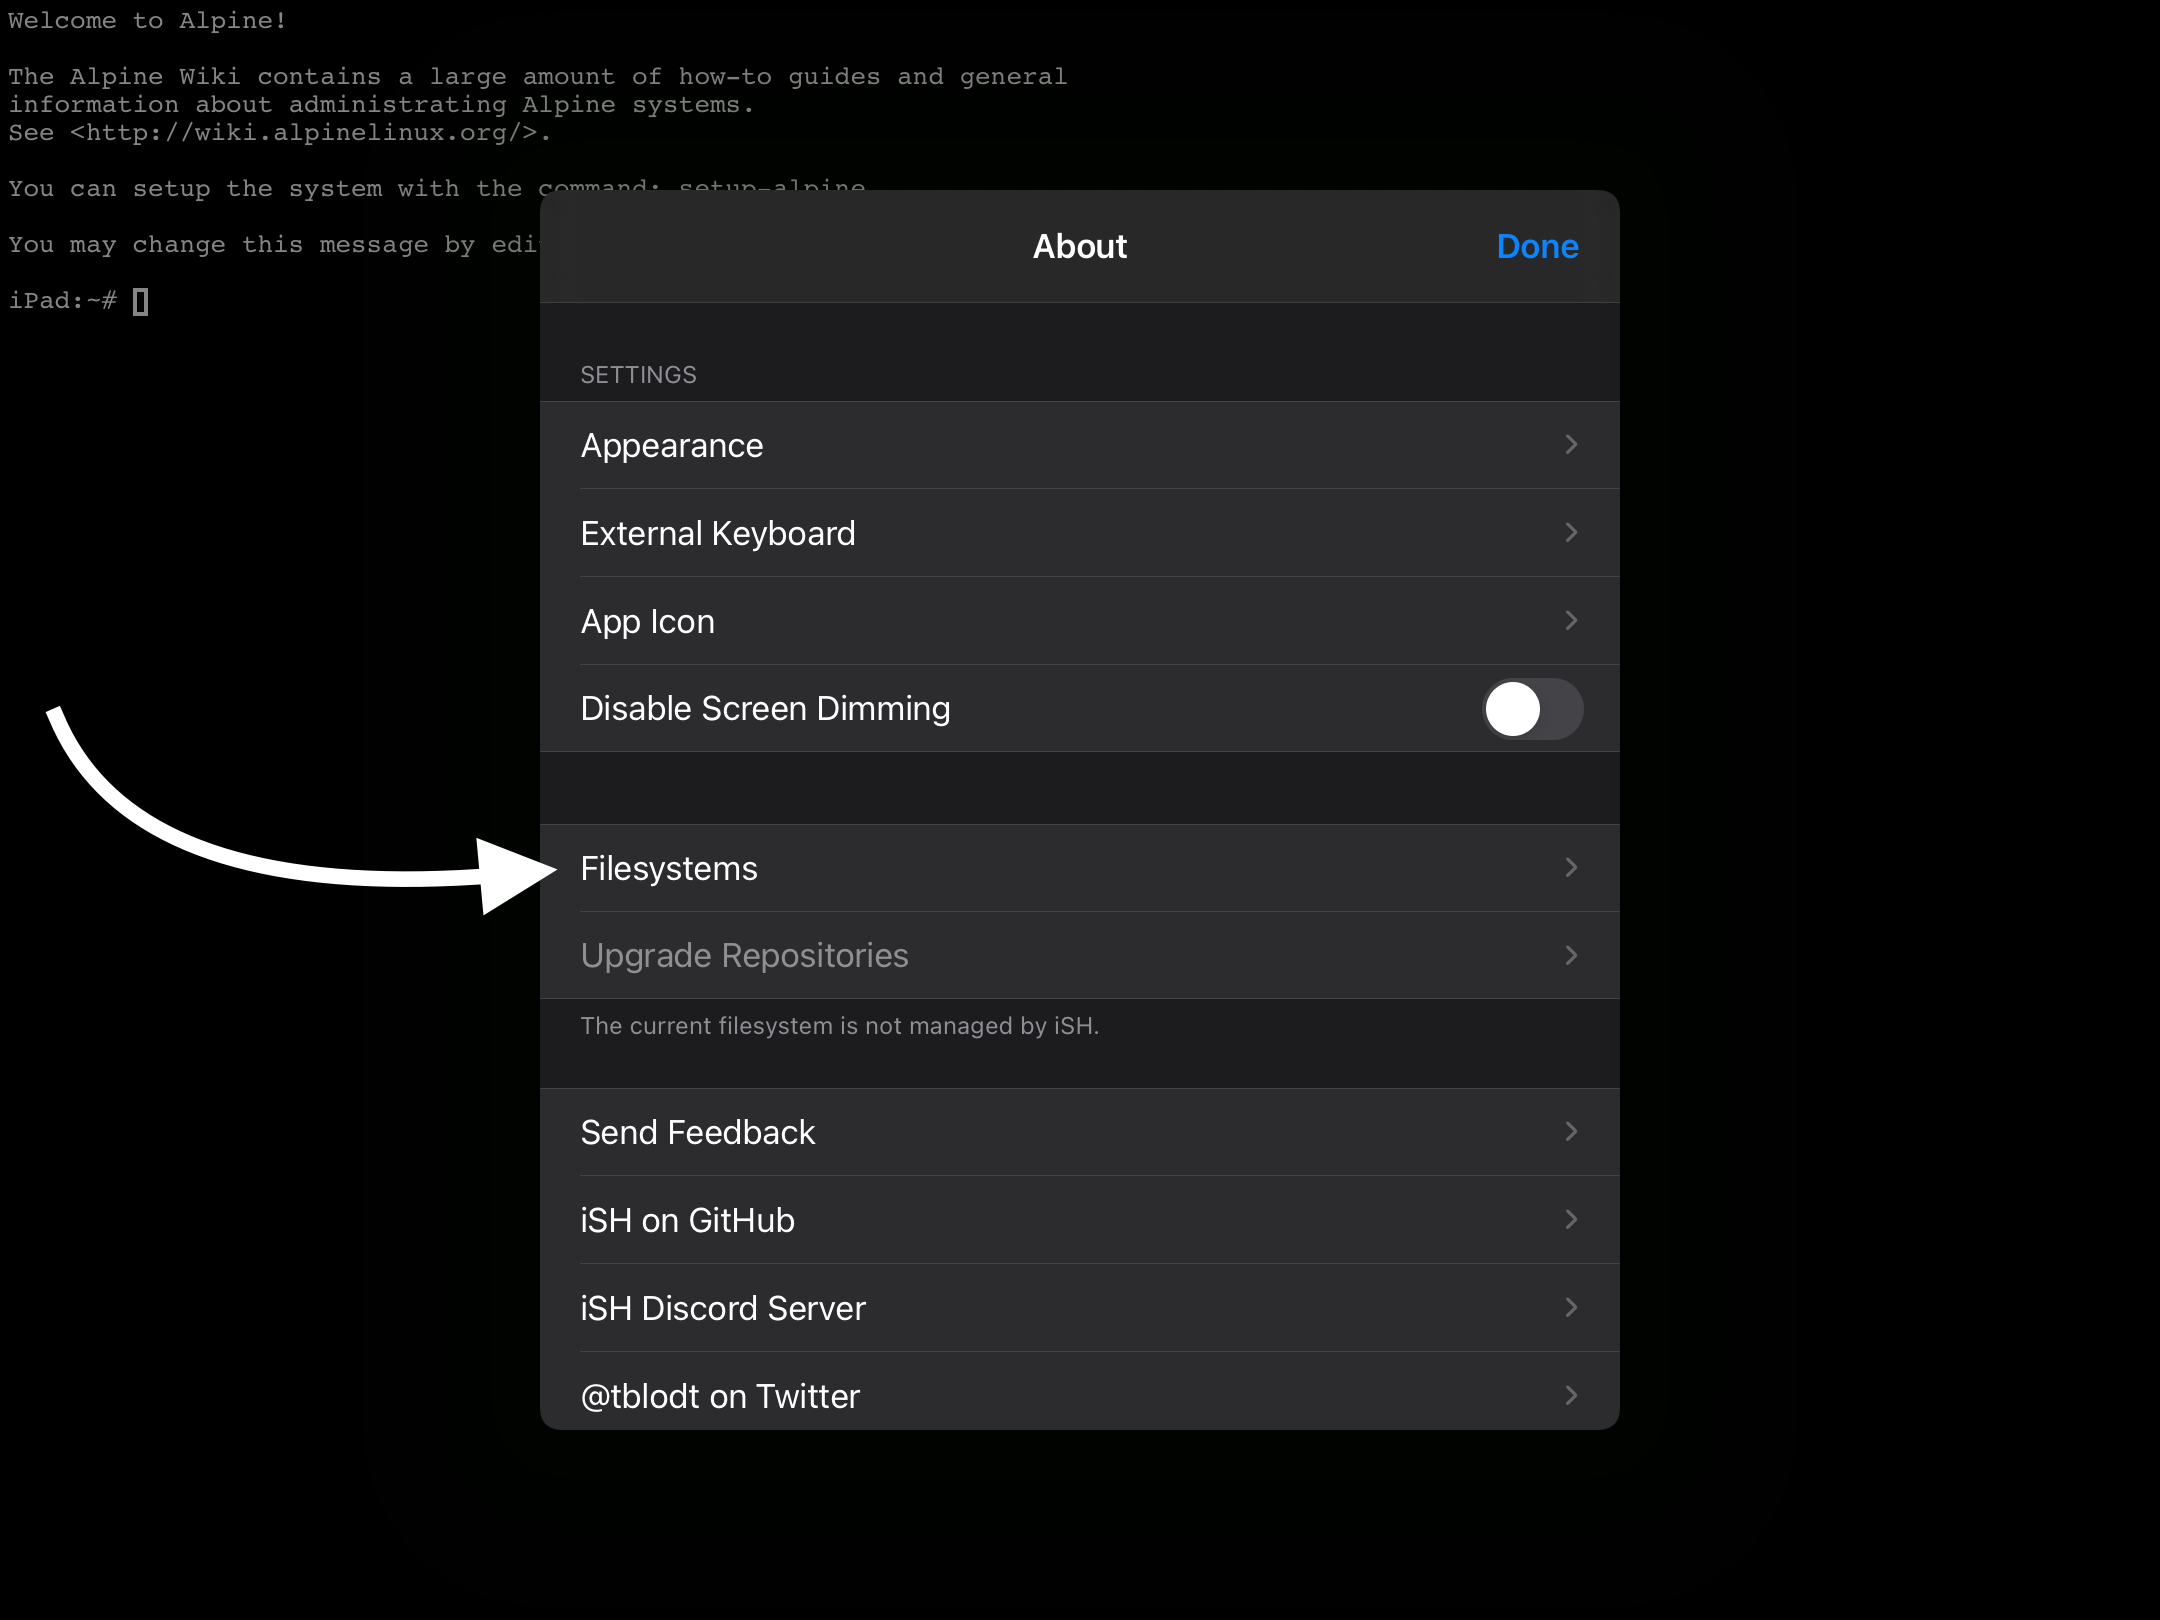 Welcome to Alpine!
The Alpine Wiki contains a large amount of how-to guides and general
information about administrating Alpine systems.
See <http://wiki.alpinelinux.org/>.
You can setup the system with the command: setup-alpine
You may change this message by edi
iPad:~#
About
Done
SETTINGS
Appearance
External Keyboard
App Icon
Disable Screen Dimming
Filesystems
Upgrade Repositories
The current filesystem is not managed by iSH.
Send Feedback
iSH on GitHub
iSH Discord Server
@tblodt on Twitter